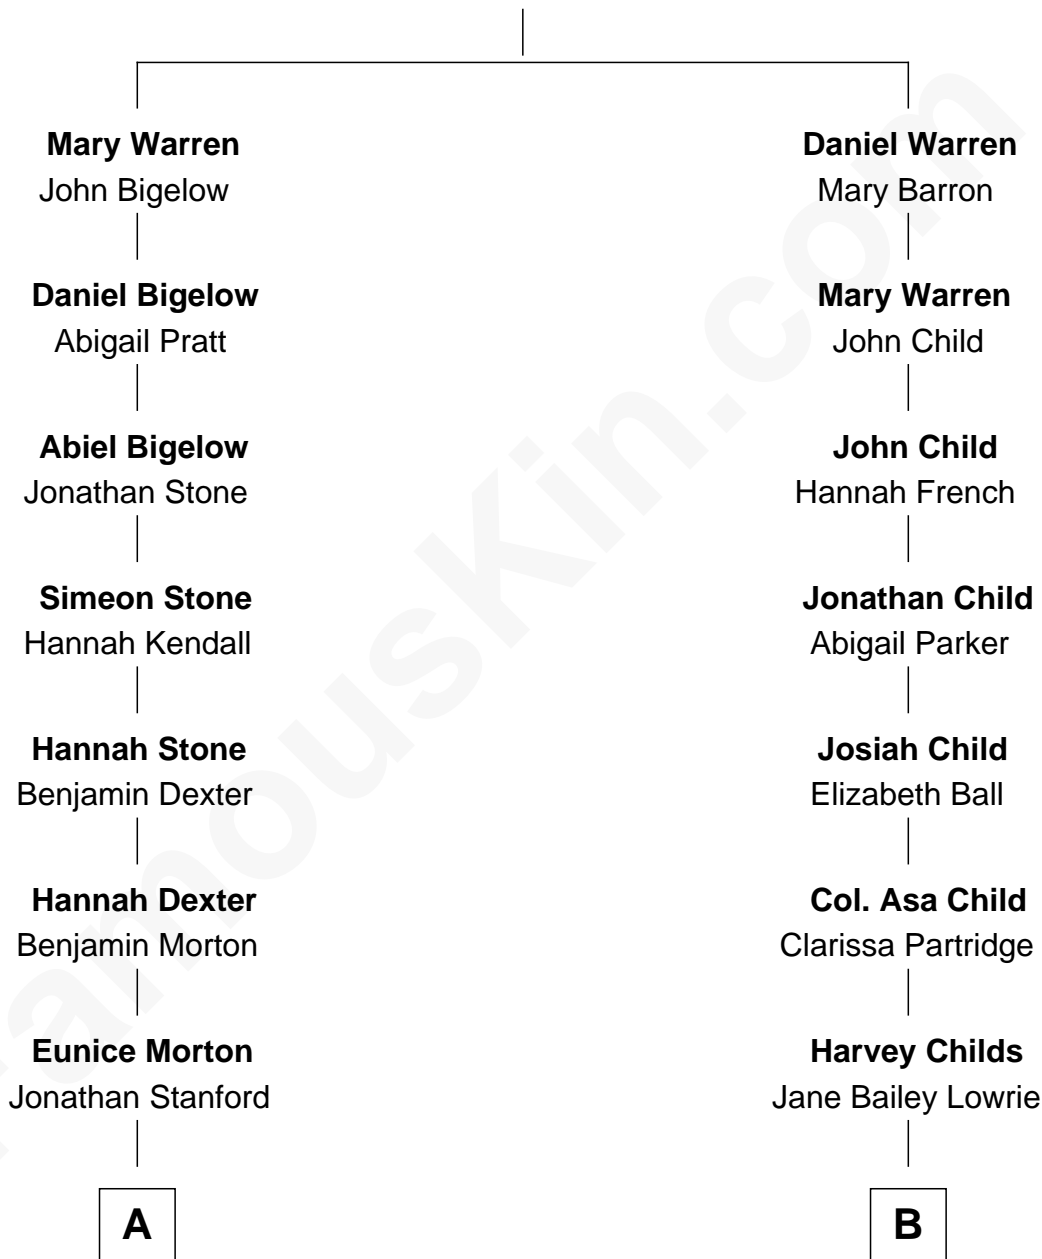 Mary Warren
John Bigelow
Daniel Warren
Mary Barron
Daniel Bigelow
Abigail Pratt
Mary Warren
John Child
Abiel Bigelow
Jonathan Stone
John Child
Hannah French
Simeon Stone
Hannah Kendall
Jonathan Child
Abigail Parker
Hannah Stone
Benjamin Dexter
Josiah Child
Elizabeth Ball
Hannah Dexter
Benjamin Morton
Col. Asa Child
Clarissa Partridge
Eunice Morton
Jonathan Stanford
Harvey Childs
Jane Bailey Lowrie
A
B
FamousKin.com